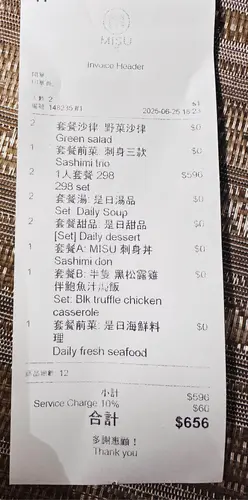 MISU
Invoice Header
人數 2
2025-06-25 18:23
2 套餐沙律: 野菜沙律 $0
Green salad
1 套餐前菜: 刺身三款 $0
Sashimi trio
2 1人套餐 298 $596
298 set
2 套餐湯: 是日湯品 $0
Set: Daily Soup
2 套餐甜品: 是日甜品 $0
[Set] Daily dessert
1 套餐A: MISU 刺身丼 $0
Sashimi don
1 套餐B: 半隻 黑松露雞 $0
伴鮑魚汁 飯
Set: Blk truffle chicken
casserole
1 套餐前菜: 是日海鮮料 $0
理
Daily fresh seafood
12
小計 $596
Service Charge 10% $60
合計 $656
多謝惠顧!
Thank you